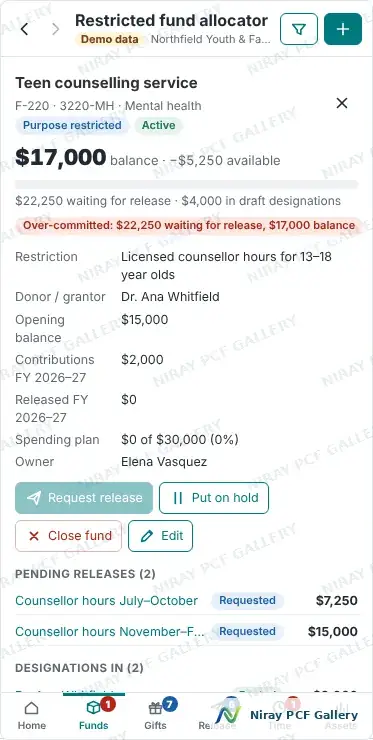 Restricted fund allocator
Demo data Northfield Youth & Fa...
Teen counselling service
F-220 · 3220-MH · Mental health
Purpose restricted Active
$17,000 balance · −$5,250 available
$22,250 waiting for release · $4,000 in draft designations
Over-committed: $22,250 waiting for release, $17,000 balance
Restriction Licensed counsellor hours for 13–18
year olds
Donor / grantor Dr. Ana Whitfield
Opening $15,000
balance
Contributions $2,000
FY 2026–27
Released FY $0
2026–27
Spending plan $0 of $30,000 (0%)
Owner Elena Vasquez
Request release Put on hold
Close fund Edit
PENDING RELEASES (2)
Counsellor hours July–October Requested $7,250
Counsellor hours November–F... Requested $15,000
DESIGNATIONS IN (2)
1 7 1
Home Funds Gifts Time Assets
Niray PCF Gallery
NIRAY PCF GALLERY